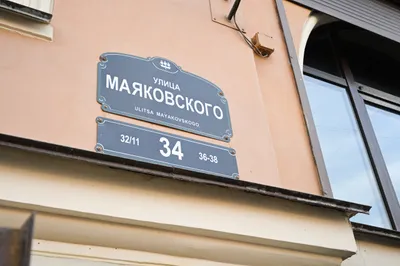 УЛИЦА
МАЯКОВСКОГО
ULITSA MAYAKOVSKOGO
32/11 34 36-38